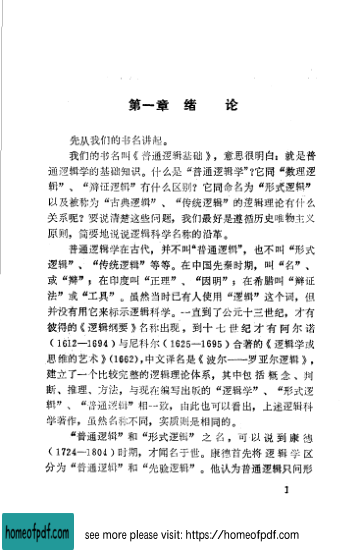 第一章 绪 论
先从我们的书名讲起。
我们的书名叫《普通逻辑基础》，意思很明白：就是普
通逻辑学的基础知识。什么是“普通逻辑学”？它同“数理逻
辑”、“辩证逻辑”有什么区别？它同命名为“形式逻辑”
以及被称为“古典逻辑”、“传统逻辑”的逻辑理论有什么
关系呢？要说清楚这些问题，我们最好是遵循历史唯物主义
原则，简要地说说逻辑科学名称的沿革。
普通逻辑学在古代，并不叫“普通逻辑”，也不叫“形式
逻辑”、“传统逻辑”等等。在中国先秦时期，叫“名”、
或“辩”；在印度叫“正理”、“因明”；在希腊叫“辩证
法”或“工具”。虽然当时已有人使用“逻辑”这个词，但
并没有用它来标示逻辑科学。一直到了公元十三世纪，才有
彼得的《逻辑纲要》名称出现。到十七世纪才有阿尔诺
（1612—1694）与尼科尔（1625—1695）合著的《逻辑学或
思维的艺术》（1662），中文译名是《波尔——罗亚尔逻辑》，
建立了一个比较完整的逻辑理论体系，其中包括概念、判
断、推理、方法，与现在编写出版的“逻辑学”、“形式逻
辑”、“普通逻辑”相一致，由此也可以看出，上述逻辑科
学著作，虽然名称不同，实质则是相同的。
“普通逻辑”和“形式逻辑”之名，可以说到康德
（1724—1804）时期，才闻名于世。康德首先将逻辑学区
分为“普通逻辑”和“先验逻辑”。他认为普通逻辑只问形
1
homeofpdf.com
see more please visit: https://homeofpdf.com